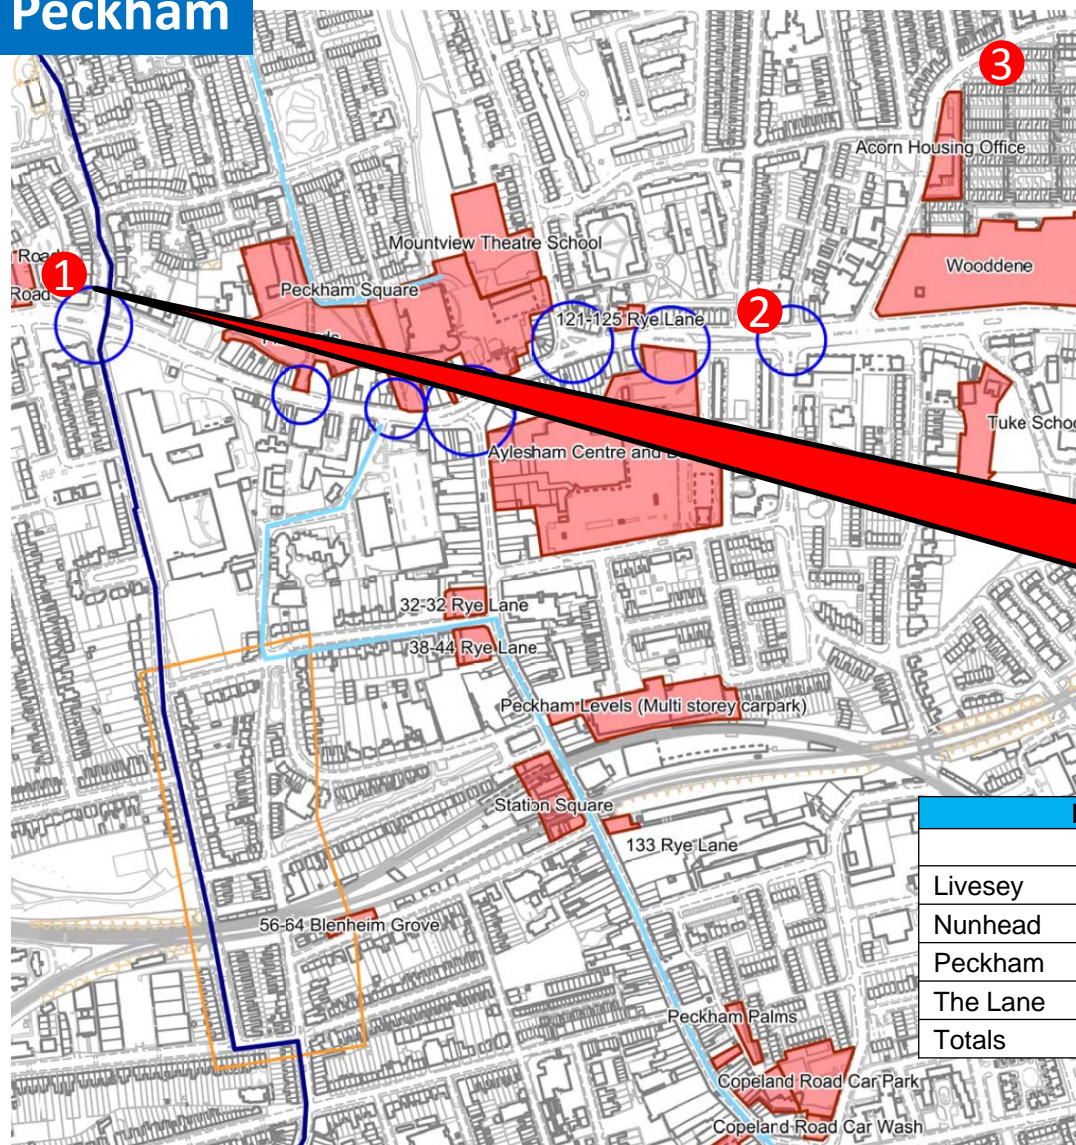 Peckham
3
Acorn Housing Office
Mountview Theatre School
Wooddene
1
Road
Peckham Square
2
121-125 Rye Lane
Tuke Schoo
Aylesham Centre and
32-32 Rye Lane
38-44 Rye Lane
Peckham Levels (Multi storey carpark)
Station Square
133 Rye Lane
Livesey
56-64 Blenheim Grove
Nunhead
Peckham
The Lane
Peckham Palms
Totals
Copeland Road Car Park
Copeland Road Car Wash